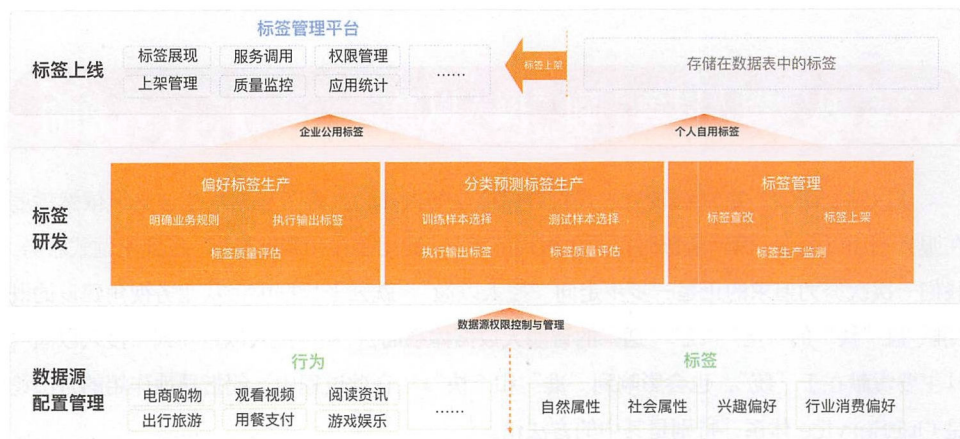 标签管理平台
标签上线
标签展现 服务调用 权限管理 ……
上架管理 质量监控 应用统计
标签上架
存储在数据表中的标签
企业公用标签 个人自用标签
标签
研发
偏好标签生产
明确业务规则 执行输出标签
标签质量评估
分类预测标签生产
训练样本选择 测试样本选择
执行输出标签 标签质量评估
标签管理
标签查改 标签上架
标签生产监测
数据源权限控制与管理
数据源
配置管理
行为
电商购物 观看视频 阅读资讯 ……
出行旅游 用餐支付 游戏娱乐
标签
自然属性 社会属性 兴趣偏好 行业消费偏好